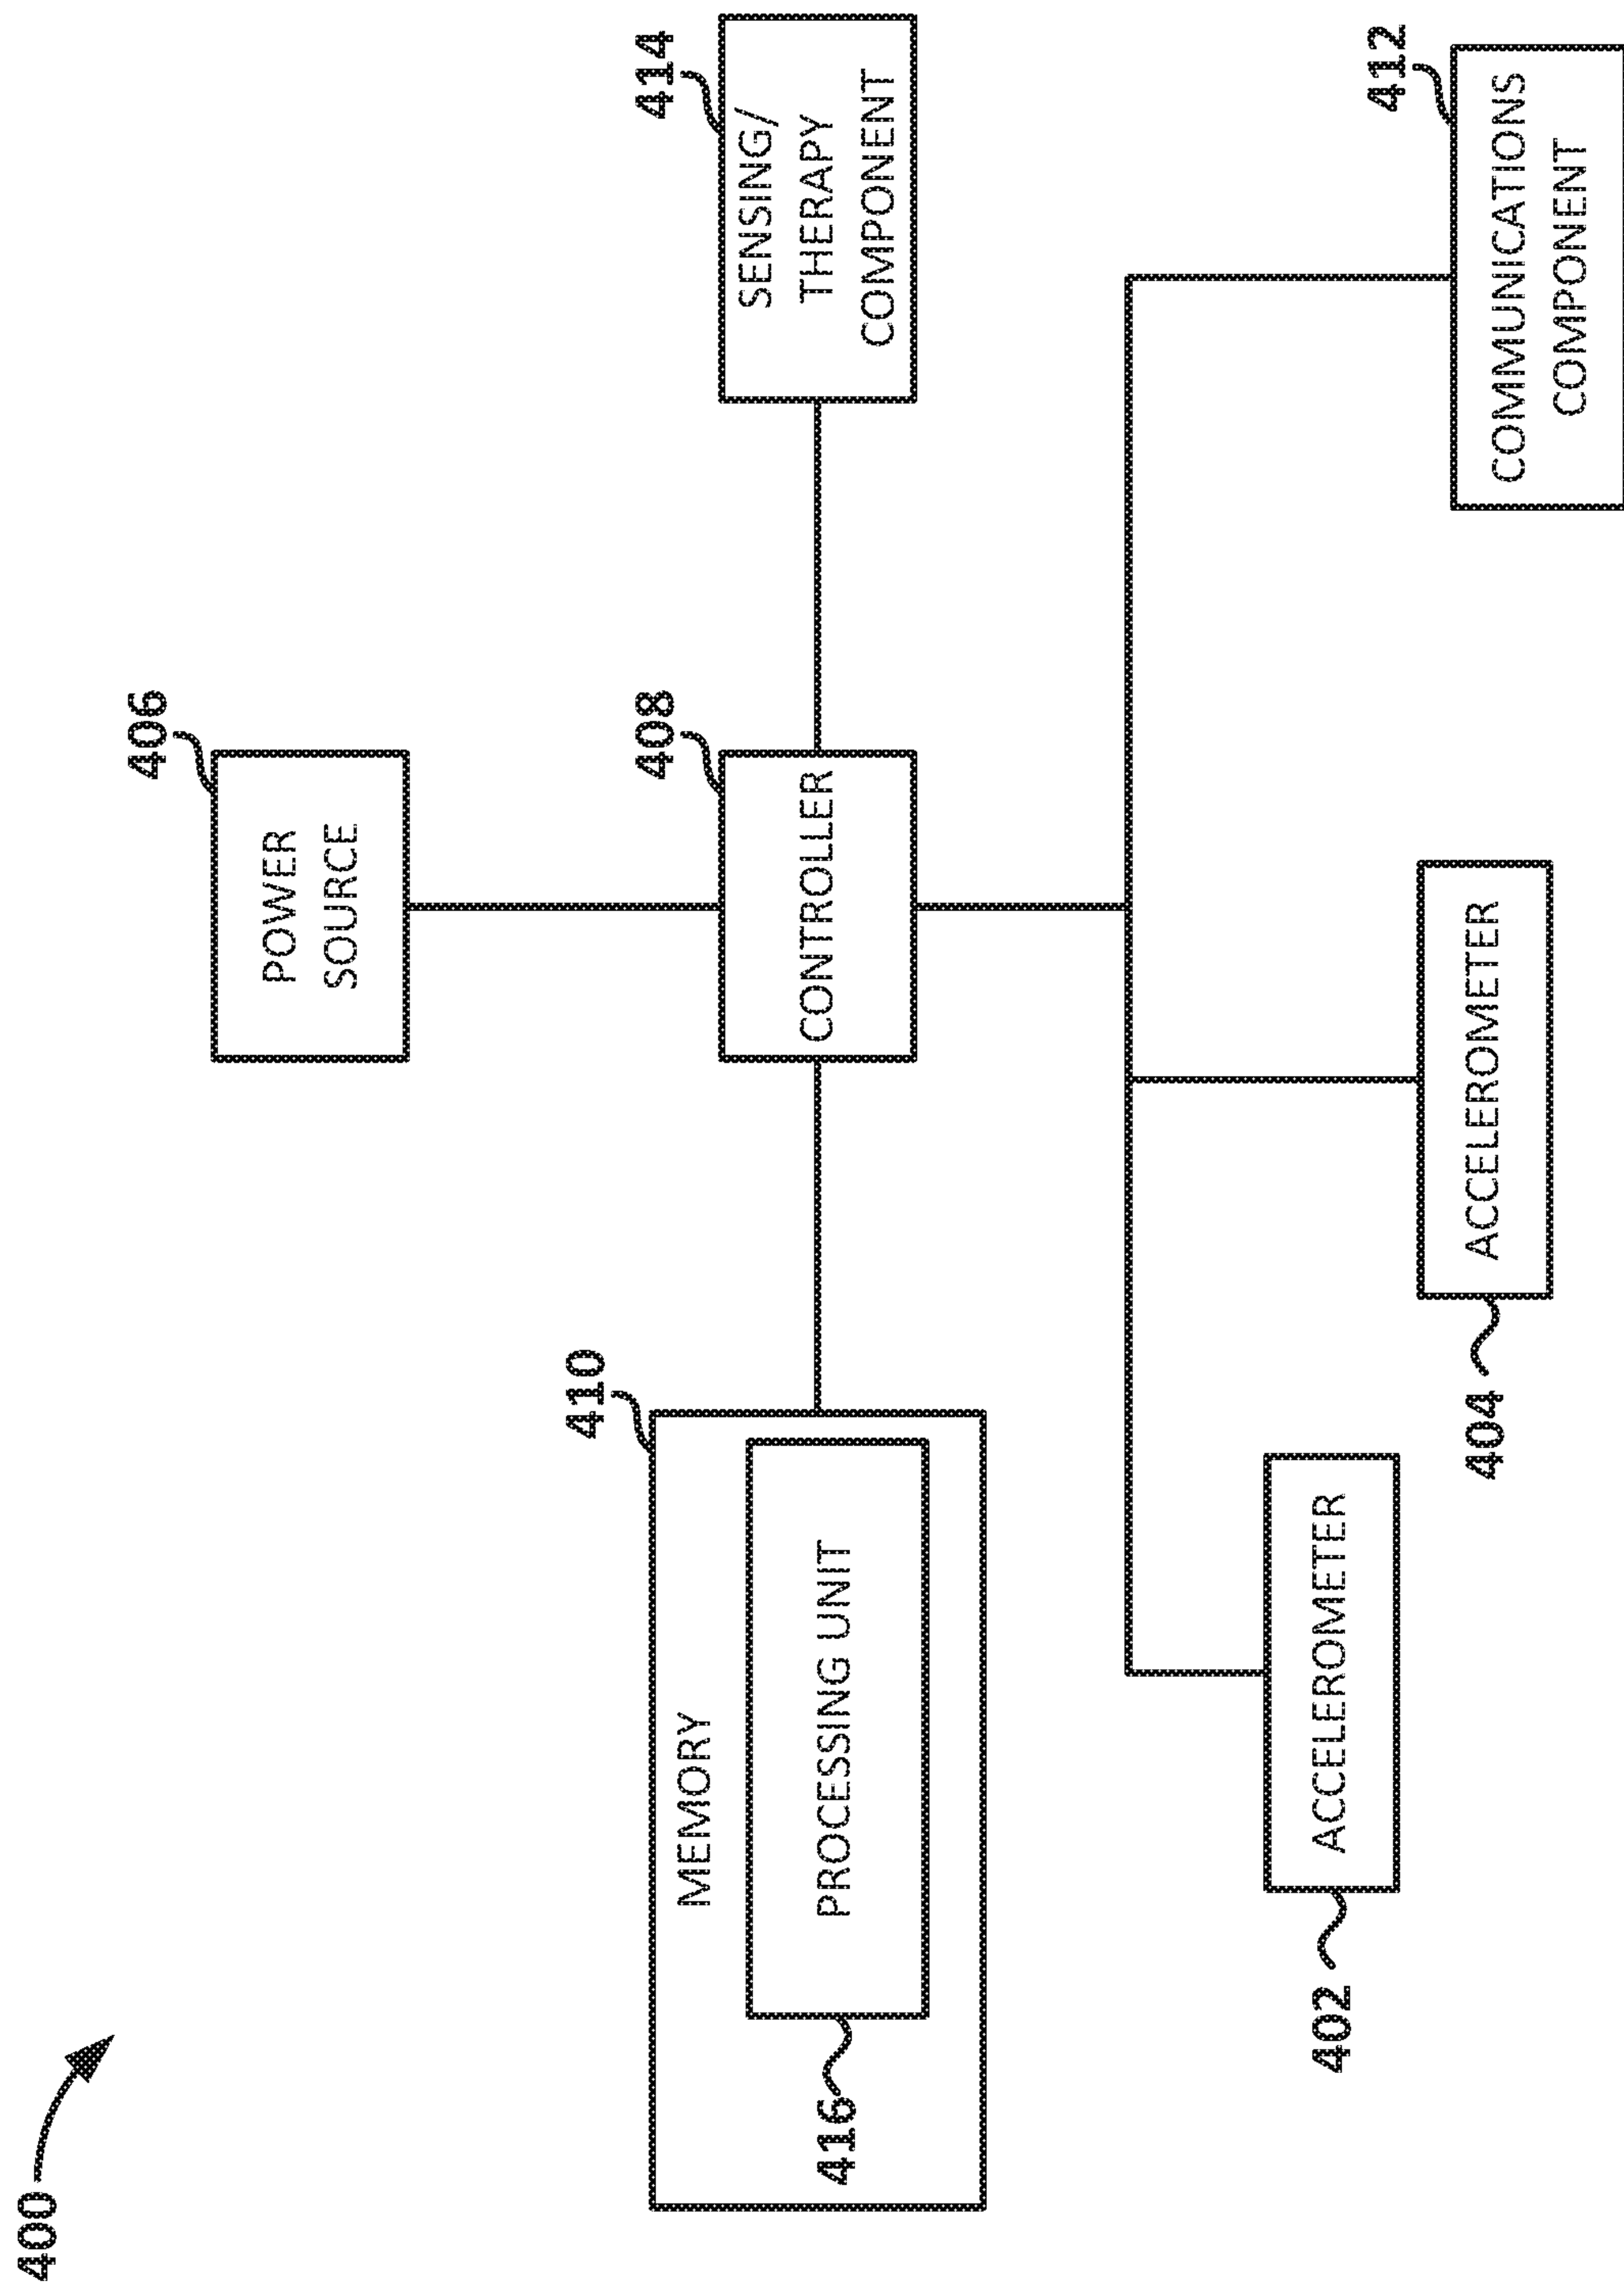 400
406
POWER
SOURCE
410
MEMORY
416
PROCESSING UNIT
408
CONTROLLER
414
SENSING/
THERAPY
COMPONENT
402
ACCELEROMETER
404
ACCELEROMETER
412
COMMUNICATIONS
COMPONENT